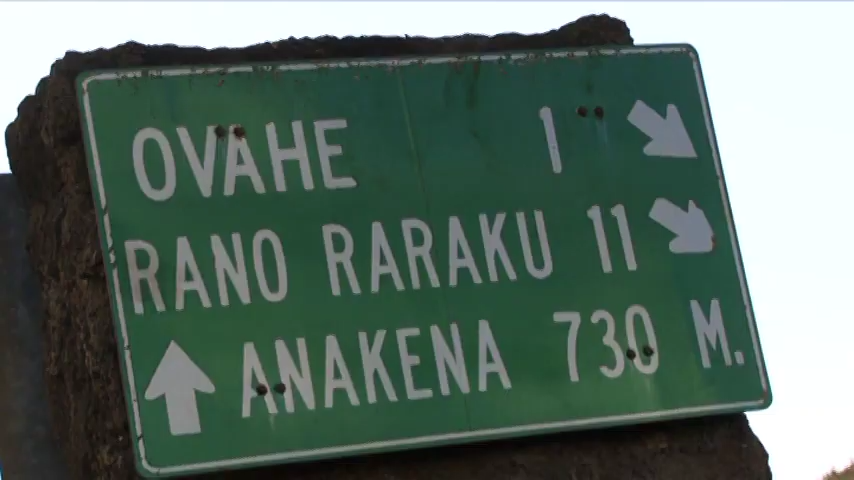 OVAHE 1
RANO RARAKU 11
ANAKENA 730 M.